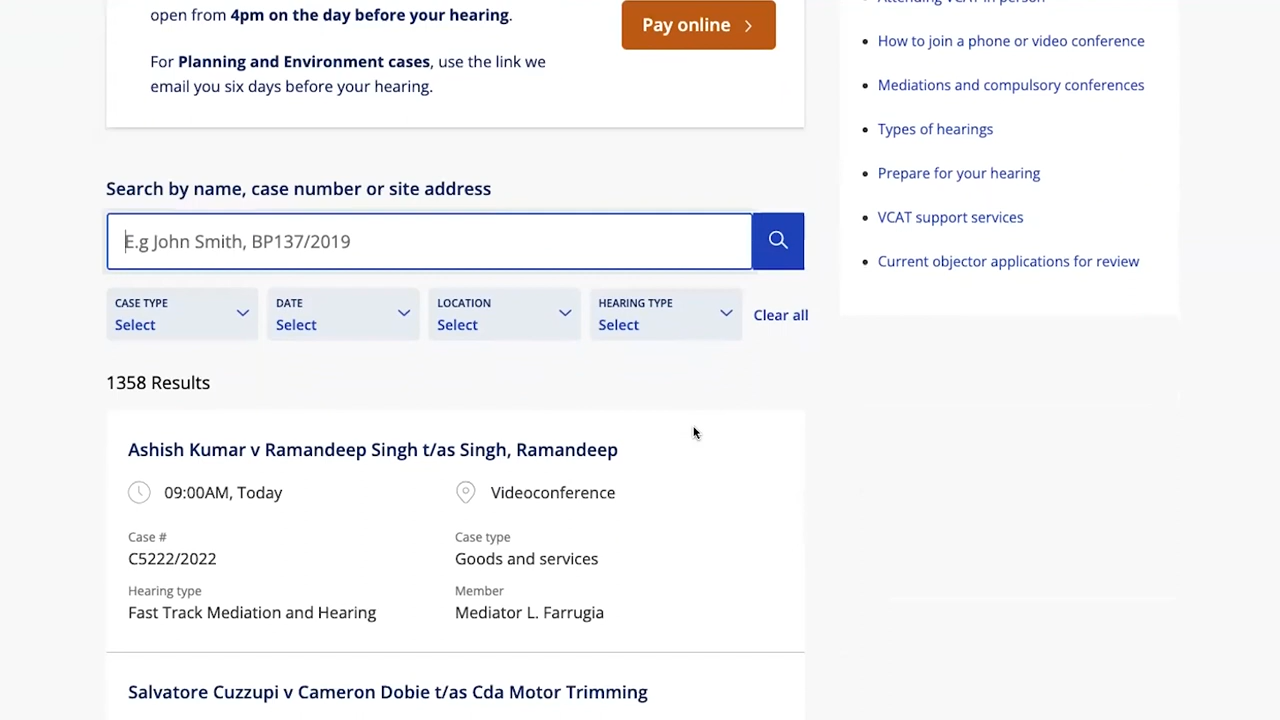 open from 4pm on the day before your hearing.
Pay online
For Planning and Environment cases, use the link we
email you six days before your hearing.
Search by name, case number or site address
E.g John Smith, BP137/2019
CASE TYPE
Select
DATE
Select
LOCATION
Select
HEARING TYPE
Select
Clear all
1358 Results
Ashish Kumar v Ramandeep Singh t/as Singh, Ramandeep
09:00AM, Today
Videoconference
Case #
C5222/2022
Case type
Goods and services
Hearing type
Fast Track Mediation and Hearing
Member
Mediator L. Farrugia
Salvatore Cuzzupi v Cameron Dobie t/as Cda Motor Trimming
Attending VCAT in person
How to join a phone or video conference
Mediations and compulsory conferences
Types of hearings
Prepare for your hearing
VCAT support services
Current objector applications for review